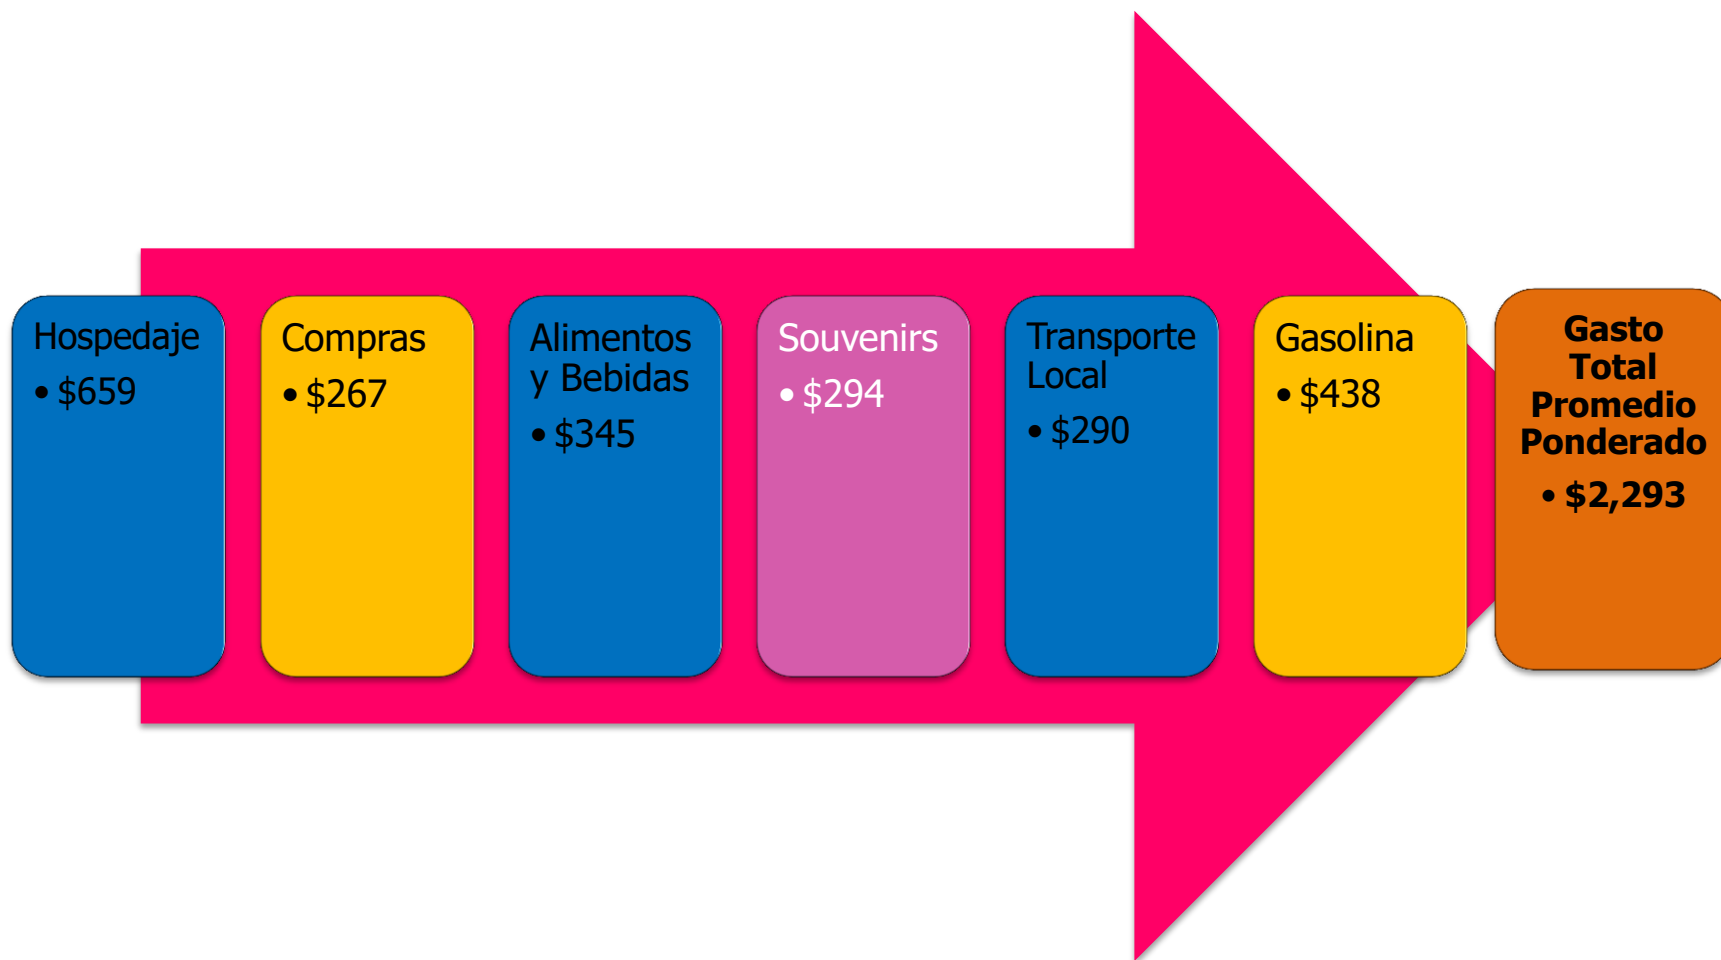 Hospedaje
• $659
Compras
• $267
Alimentos
y Bebidas
• $345
Souvenirs
• $294
Transporte
Local
• $290
Gasolina
• $438
Gasto
Total
Promedio
Ponderado
• $2,293